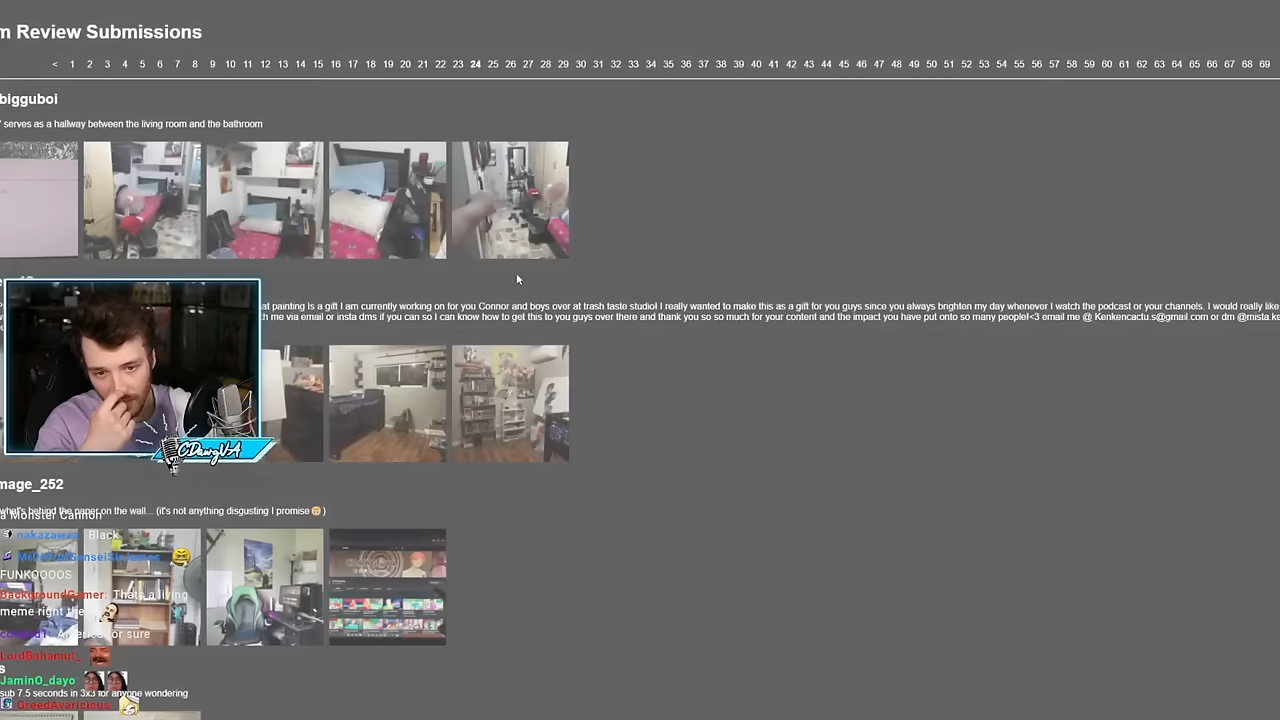 m Review Submissions
< 1 2 3 4 5 6 7 8 9 10 11 12 13 14 15 16 17 18 19 20 21 22 23 24 25 26 27 28 29 30 31 32 33 34 35 36 37 38 39 40 41 42 43 44 45 46 47 48 49 50 51 52 53 54 55 56 57 58 59 60 61 62 63 64 65 66 67 68 69
bigguboi
' serves as a hallway between the living room and the bathroom
at painting Is a gift I am currently working on for you Connor and boys over at trash taste studio! I really wanted to make this as a gift for you guys since you always brighten my day whenever I watch the podcast or your channels. I would really like
h me via email or insta dms if you can so I can know how to get this to you guys over there and thank you so so much for your content and the impact you have put onto so many people!<3 email me @ Kenkencactu.s@gmail.com or dm @mista.ke
CDawgVA
mage_252
what's behind the paper on the wall... (it's not anything disgusting I promise🙃)
a Monster Cannon
nakazawaa Black
FUNKOOOOS
BackgroundGamer: Thats a living
meme right the
America for sure
LordBahamut_
s
JaminO_dayo
sub 7.5 seconds in 3x3 for anyone wondering
GreedAvaricious